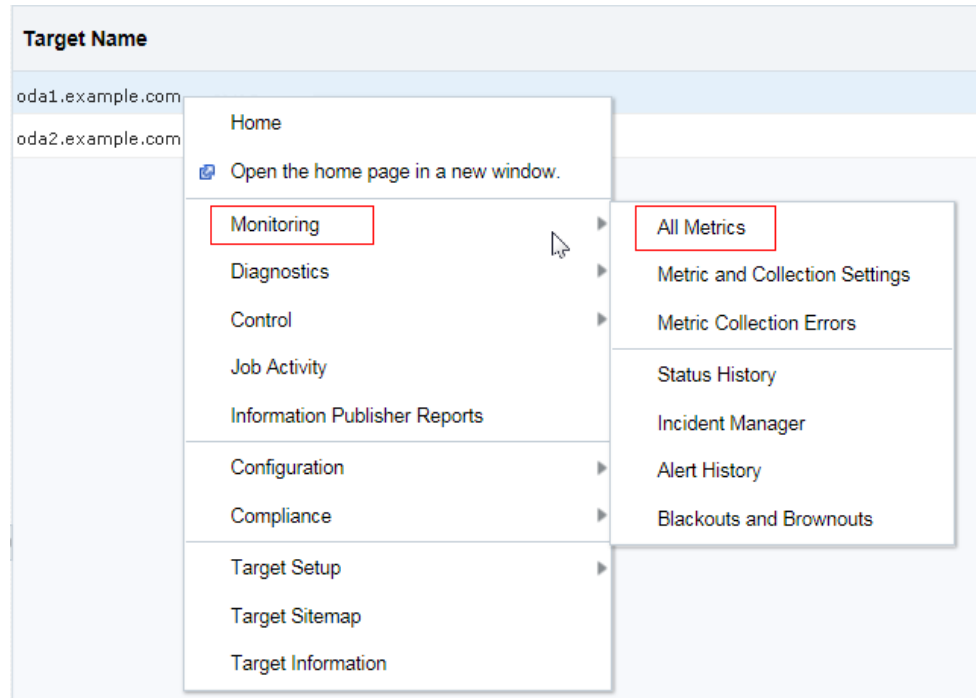 Target Name
oda1.example.com
oda2.example.com
Home
Open the home page in a new window.
Monitoring
Diagnostics
Control
Job Activity
Information Publisher Reports
Configuration
Compliance
Target Setup
Target Sitemap
Target Information
All Metrics
Metric and Collection Settings
Metric Collection Errors
Status History
Incident Manager
Alert History
Blackouts and Brownouts